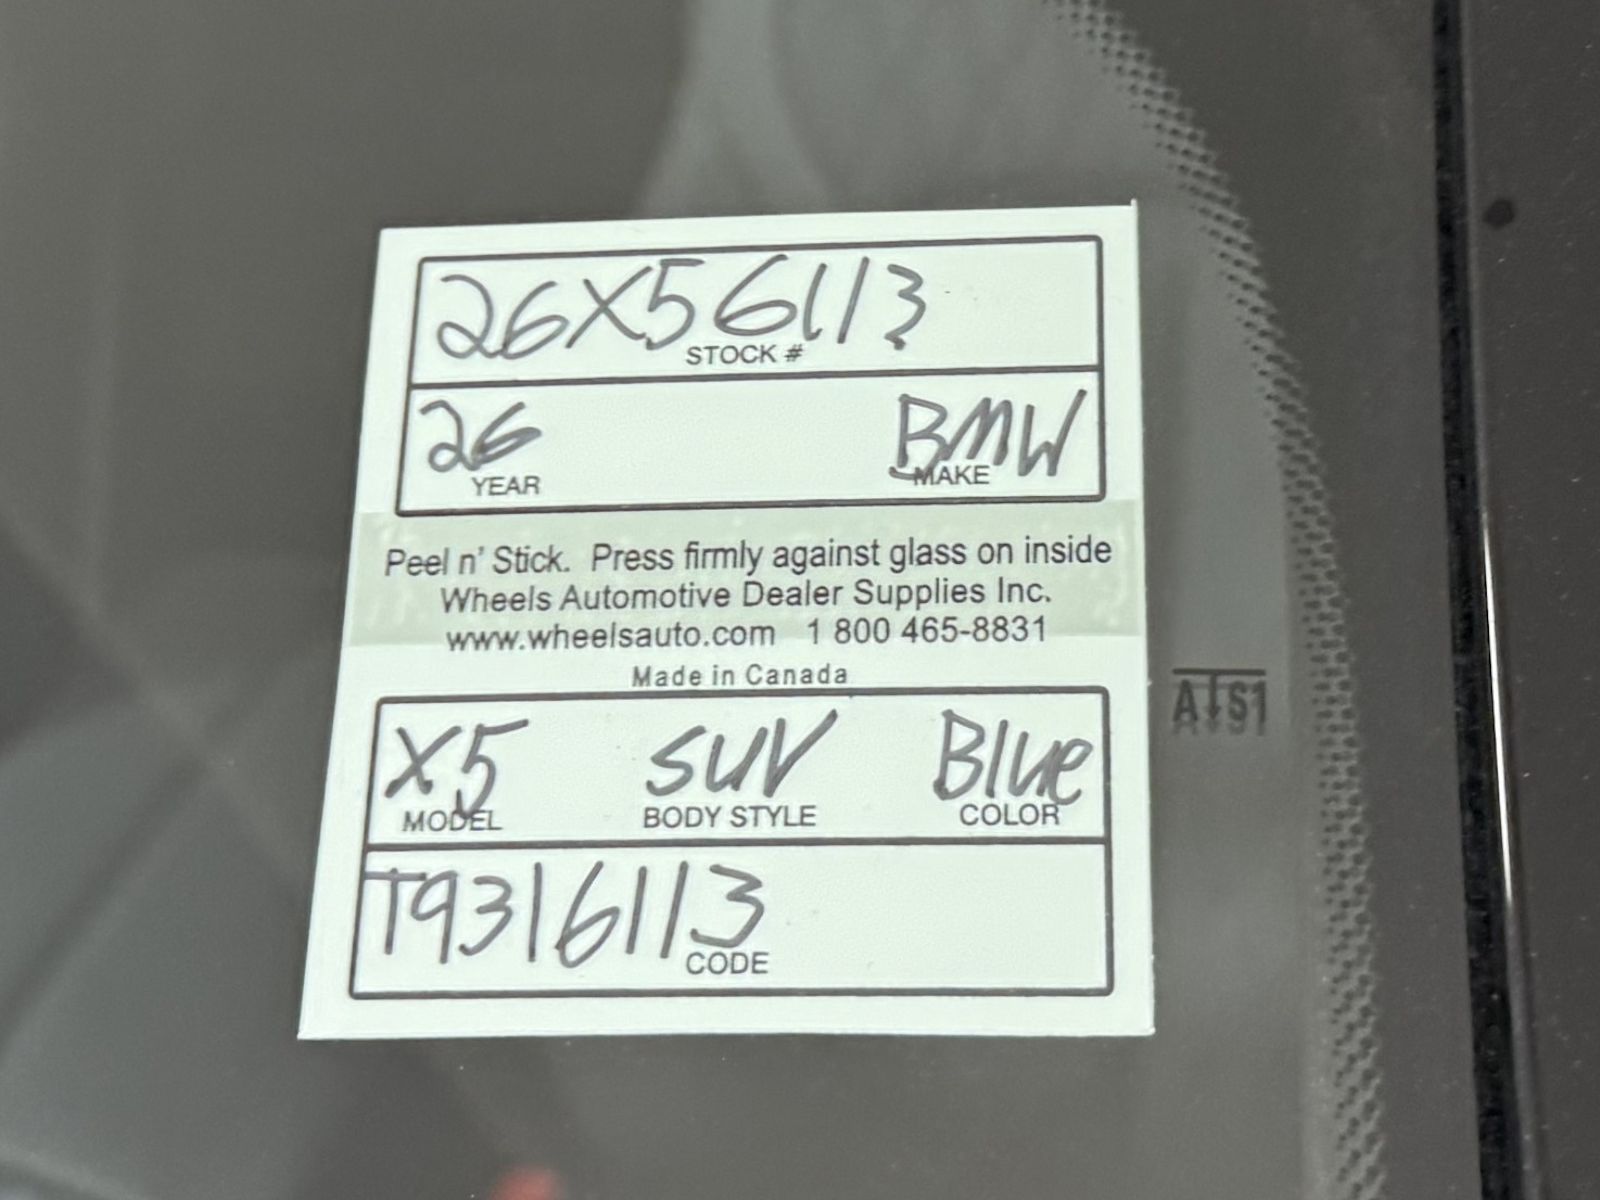 26X56113
STOCK #
26 BMW
YEAR MAKE
Peel n' Stick. Press firmly against glass on inside
Wheels Automotive Dealer Supplies Inc.
www.wheelsauto.com 1 800 465-8831
Made in Canada
X5 SUV Blue
MODEL BODY STYLE COLOR
T9316113
CODE
AS1